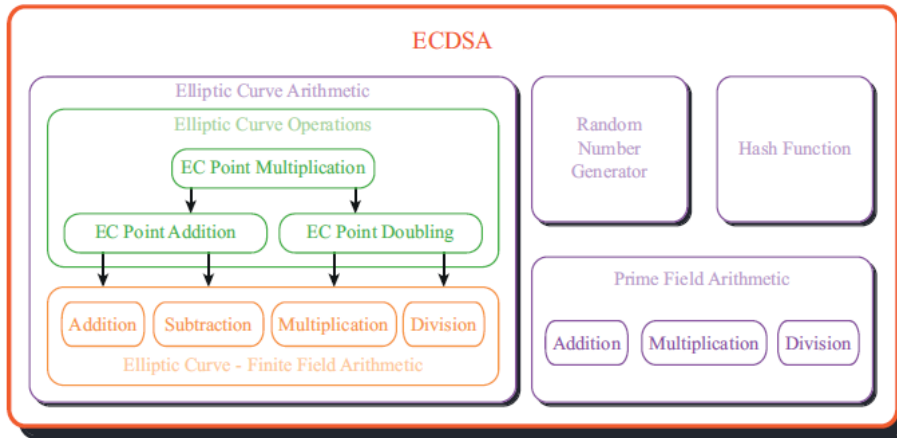 ECDSA
Elliptic Curve Arithmetic
Elliptic Curve Operations
EC Point Multiplication
EC Point Addition
EC Point Doubling
Addition
Subtraction
Multiplication
Division
Elliptic Curve - Finite Field Arithmetic
Random
Number
Generator
Hash Function
Prime Field Arithmetic
Addition
Multiplication
Division